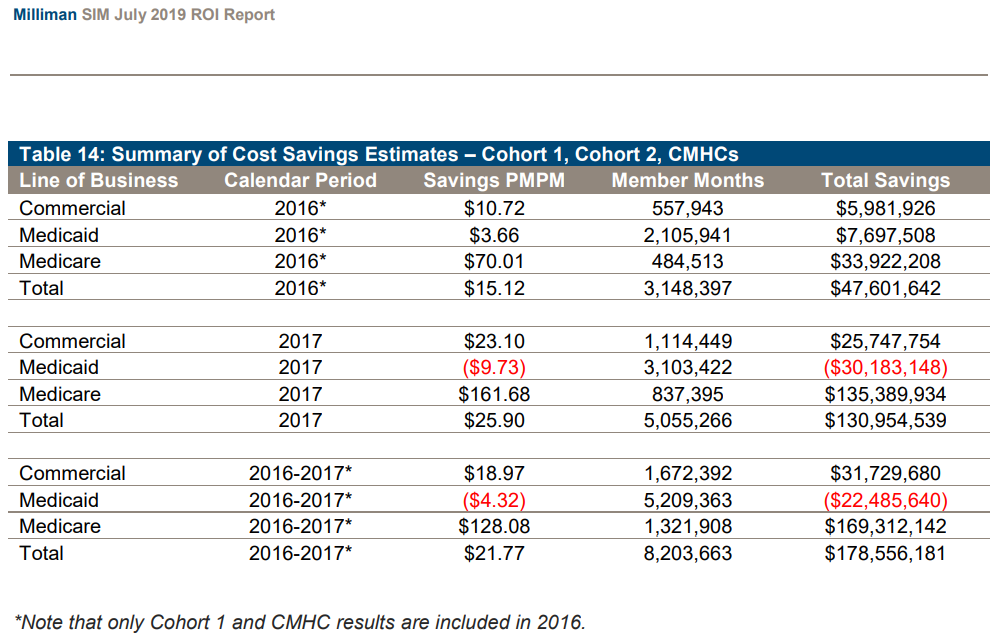 Milliman SIM July 2019 ROI Report
Table 14: Summary of Cost Savings Estimates – Cohort 1, Cohort 2, CMHCs
Line of Business Calendar Period Savings PMPM Member Months Total Savings
Commercial 2016* $10.72 557,943 $5,981,926
Medicaid 2016* $3.66 2,105,941 $7,697,508
Medicare 2016* $70.01 484,513 $33,922,208
Total 2016* $15.12 3,148,397 $47,601,642
Commercial 2017 $23.10 1,114,449 $25,747,754
Medicaid 2017 ($9.73) 3,103,422 ($30,183,148)
Medicare 2017 $161.68 837,395 $135,389,934
Total 2017 $25.90 5,055,266 $130,954,539
Commercial 2016-2017* $18.97 1,672,392 $31,729,680
Medicaid 2016-2017* ($4.32) 5,209,363 ($22,485,640)
Medicare 2016-2017* $128.08 1,321,908 $169,312,142
Total 2016-2017* $21.77 8,203,663 $178,556,181
*Note that only Cohort 1 and CMHC results are included in 2016.